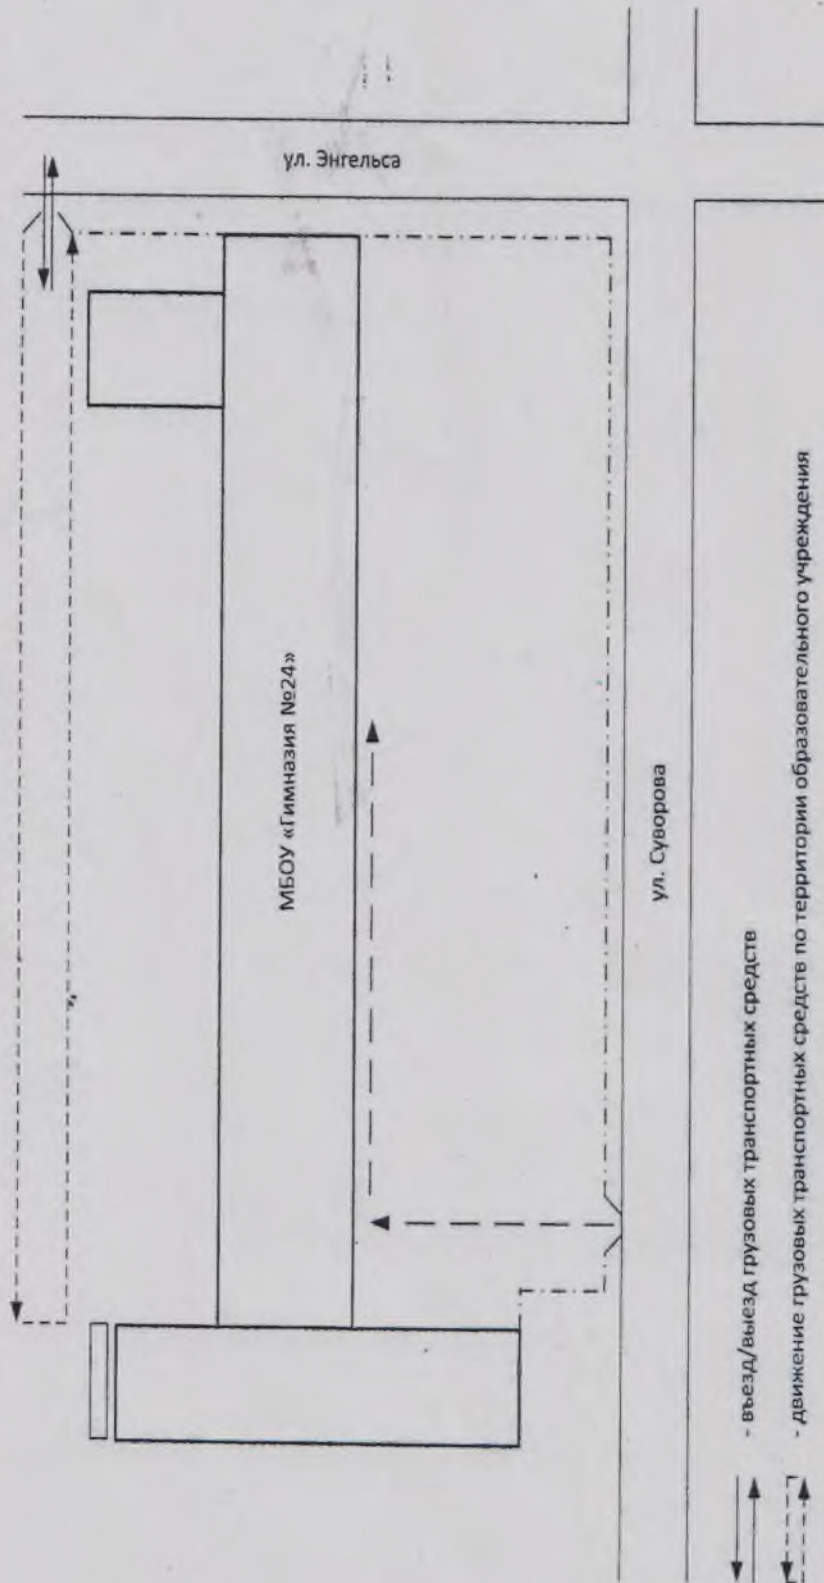 ул. Энгельса
МБОУ «Гимназия №24»
ул. Суворова
- въезд/выезд грузовых транспортных средств
- движение грузовых транспортных средств по территории образовательного учреждения